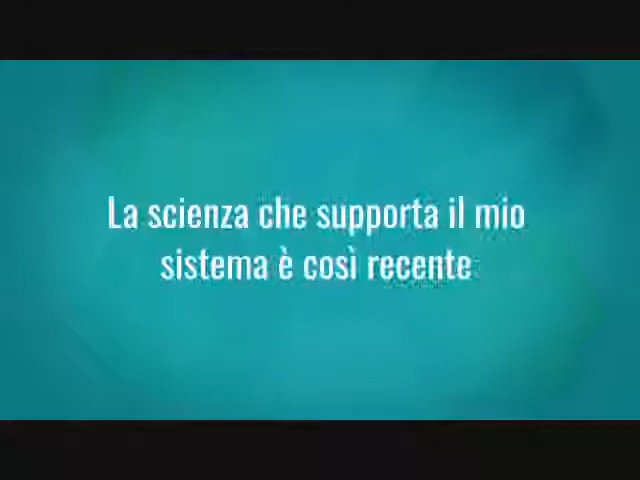 La scienza che supporta il mio
sistema è così recente